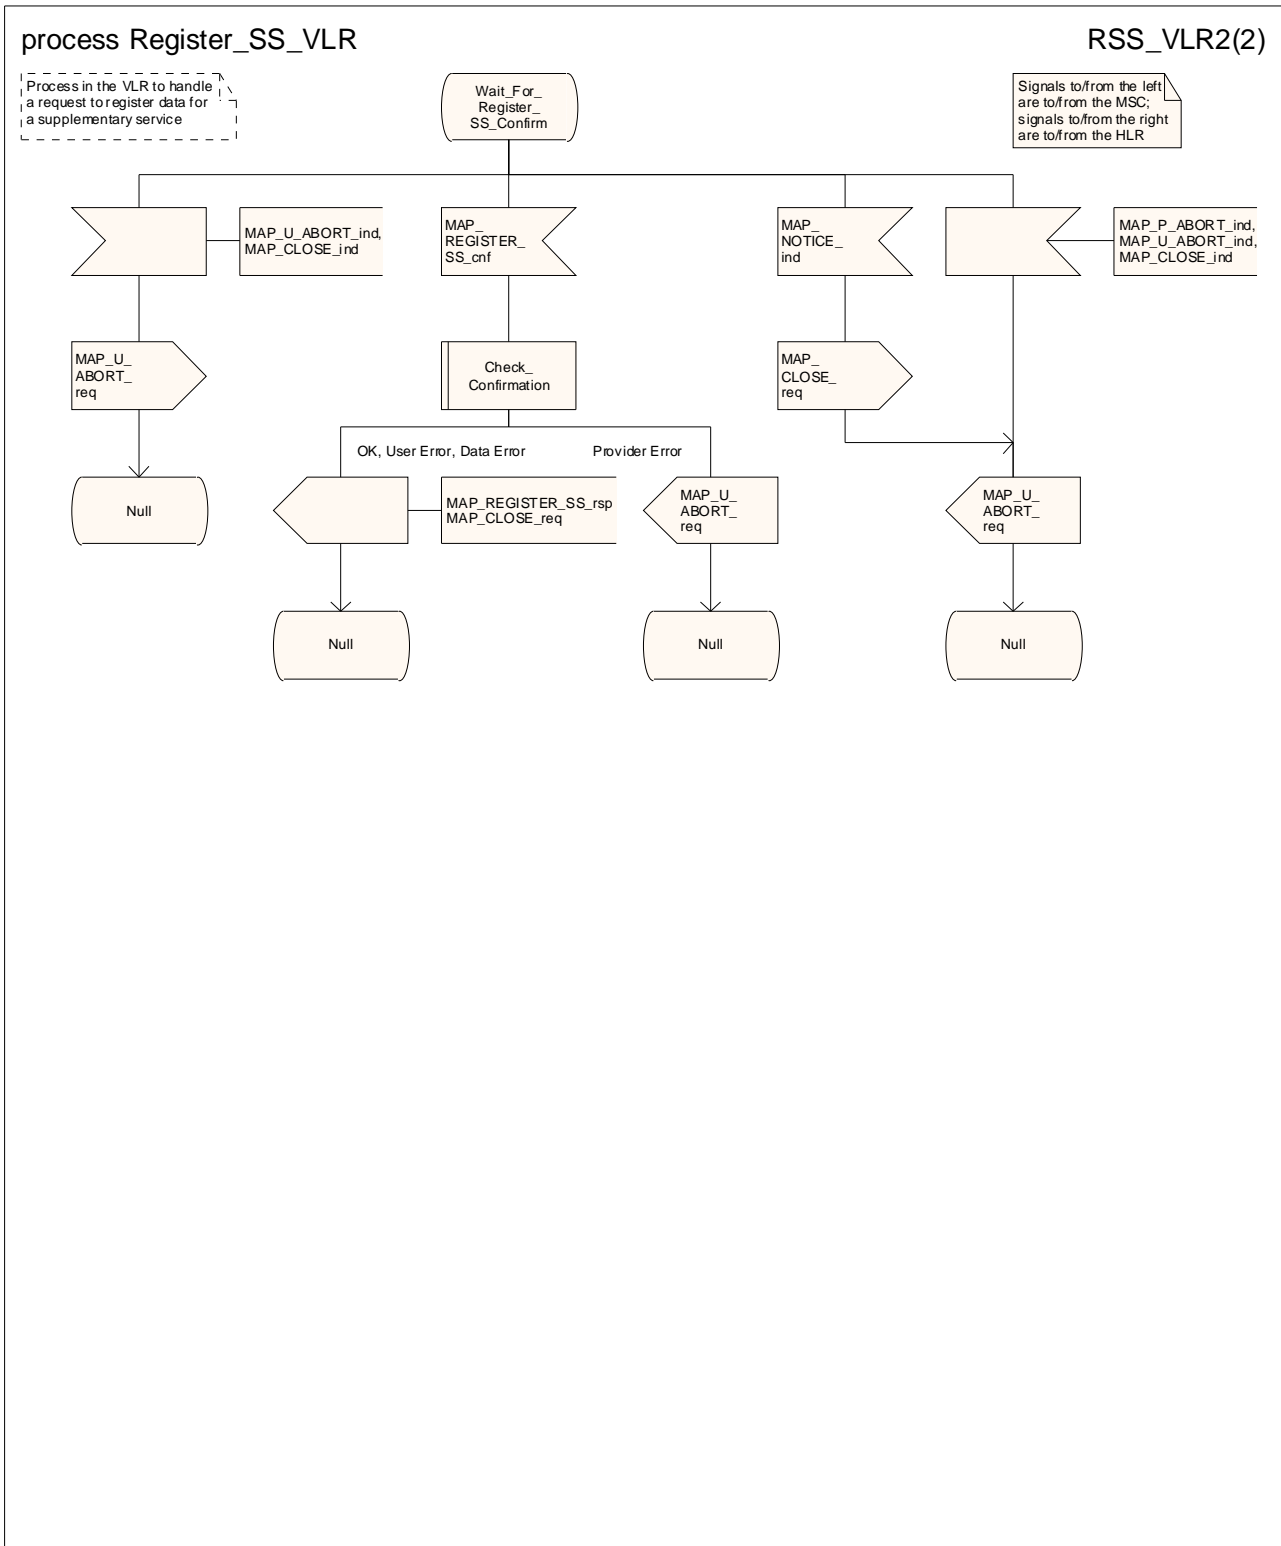 process Register_SS_VLR
RSS_VLR2(2)
Process in the VLR to handle
a request to register data for
a supplementary service
Wait_For_
Register_
SS_Confirm
Signals to/from the left
are to/from the MSC;
signals to/from the right
are to/from the HLR
MAP_U_ABORT_ind,
MAP_CLOSE_ind
MAP_
REGISTER_
SS_cnf
MAP_
NOTICE_
ind
MAP_P_ABORT_ind,
MAP_U_ABORT_ind,
MAP_CLOSE_ind
MAP_U_
ABORT_
req
Check_
Confirmation
MAP_
CLOSE_
req
OK, User Error, Data Error
Provider Error
Null
MAP_REGISTER_SS_rsp
MAP_CLOSE_req
MAP_U_
ABORT_
req
MAP_U_
ABORT_
req
Null
Null
Null